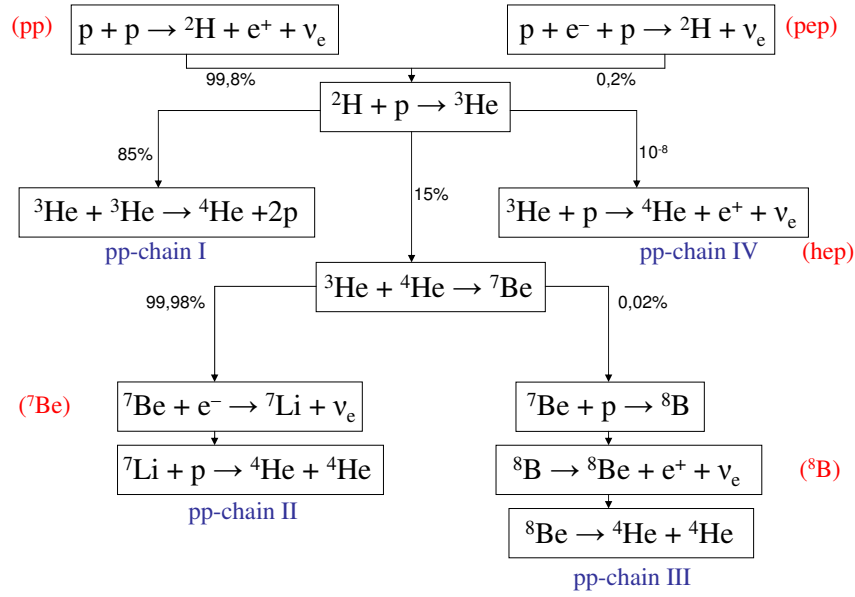 (pp)
p + p → ²H + e⁺ + νₑ
p + e⁻ + p → ²H + νₑ
(pep)
99,8%
0,2%
²H + p → ³He
85%
15%
10⁻⁸
³He + ³He → ⁴He +2p
³He + p → ⁴He + e⁺ + νₑ
pp-chain I
pp-chain IV
(hep)
³He + ⁴He → ⁷Be
99,98%
0,02%
(⁷Be)
⁷Be + e⁻ → ⁷Li + νₑ
⁷Be + p → ⁸B
⁷Li + p → ⁴He + ⁴He
⁸B → ⁸Be + e⁺ + νₑ
(⁸B)
pp-chain II
⁸Be → ⁴He + ⁴He
pp-chain III